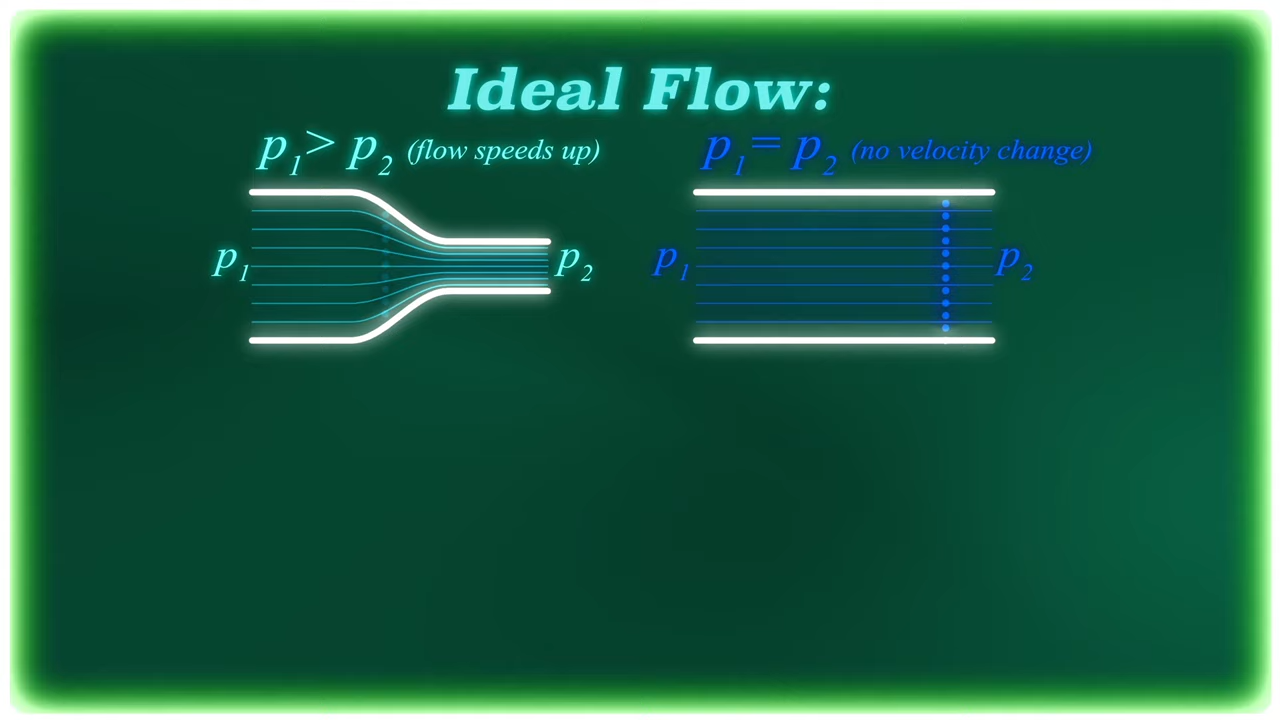 Ideal Flow:
p₁> p₂ (flow speeds up)
p₁= p₂ (no velocity change)
p₁
p₂
p₁
p₂